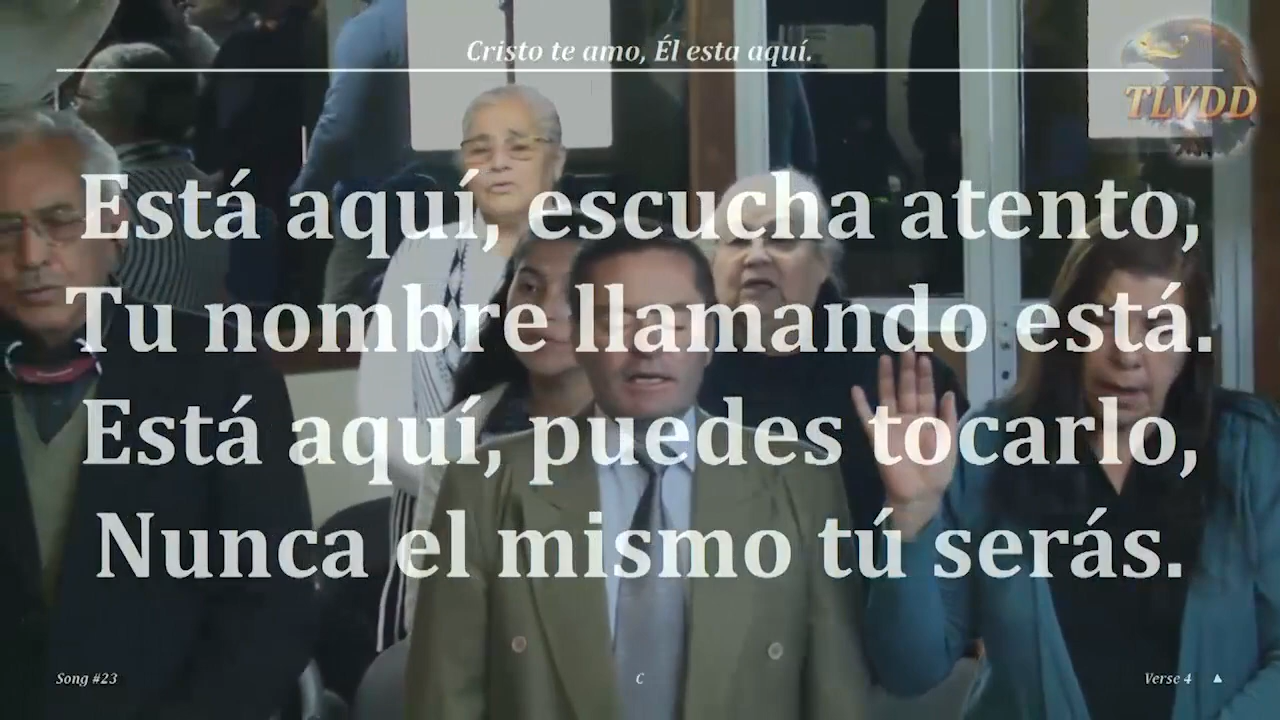 Cristo te amo, Él esta aquí.
TLVDD
Está aquí, escucha atento,
Tu nombre llamando está.
Está aquí, puedes tocarlo,
Nunca el mismo tú serás.
Song #23
C
Verse 4